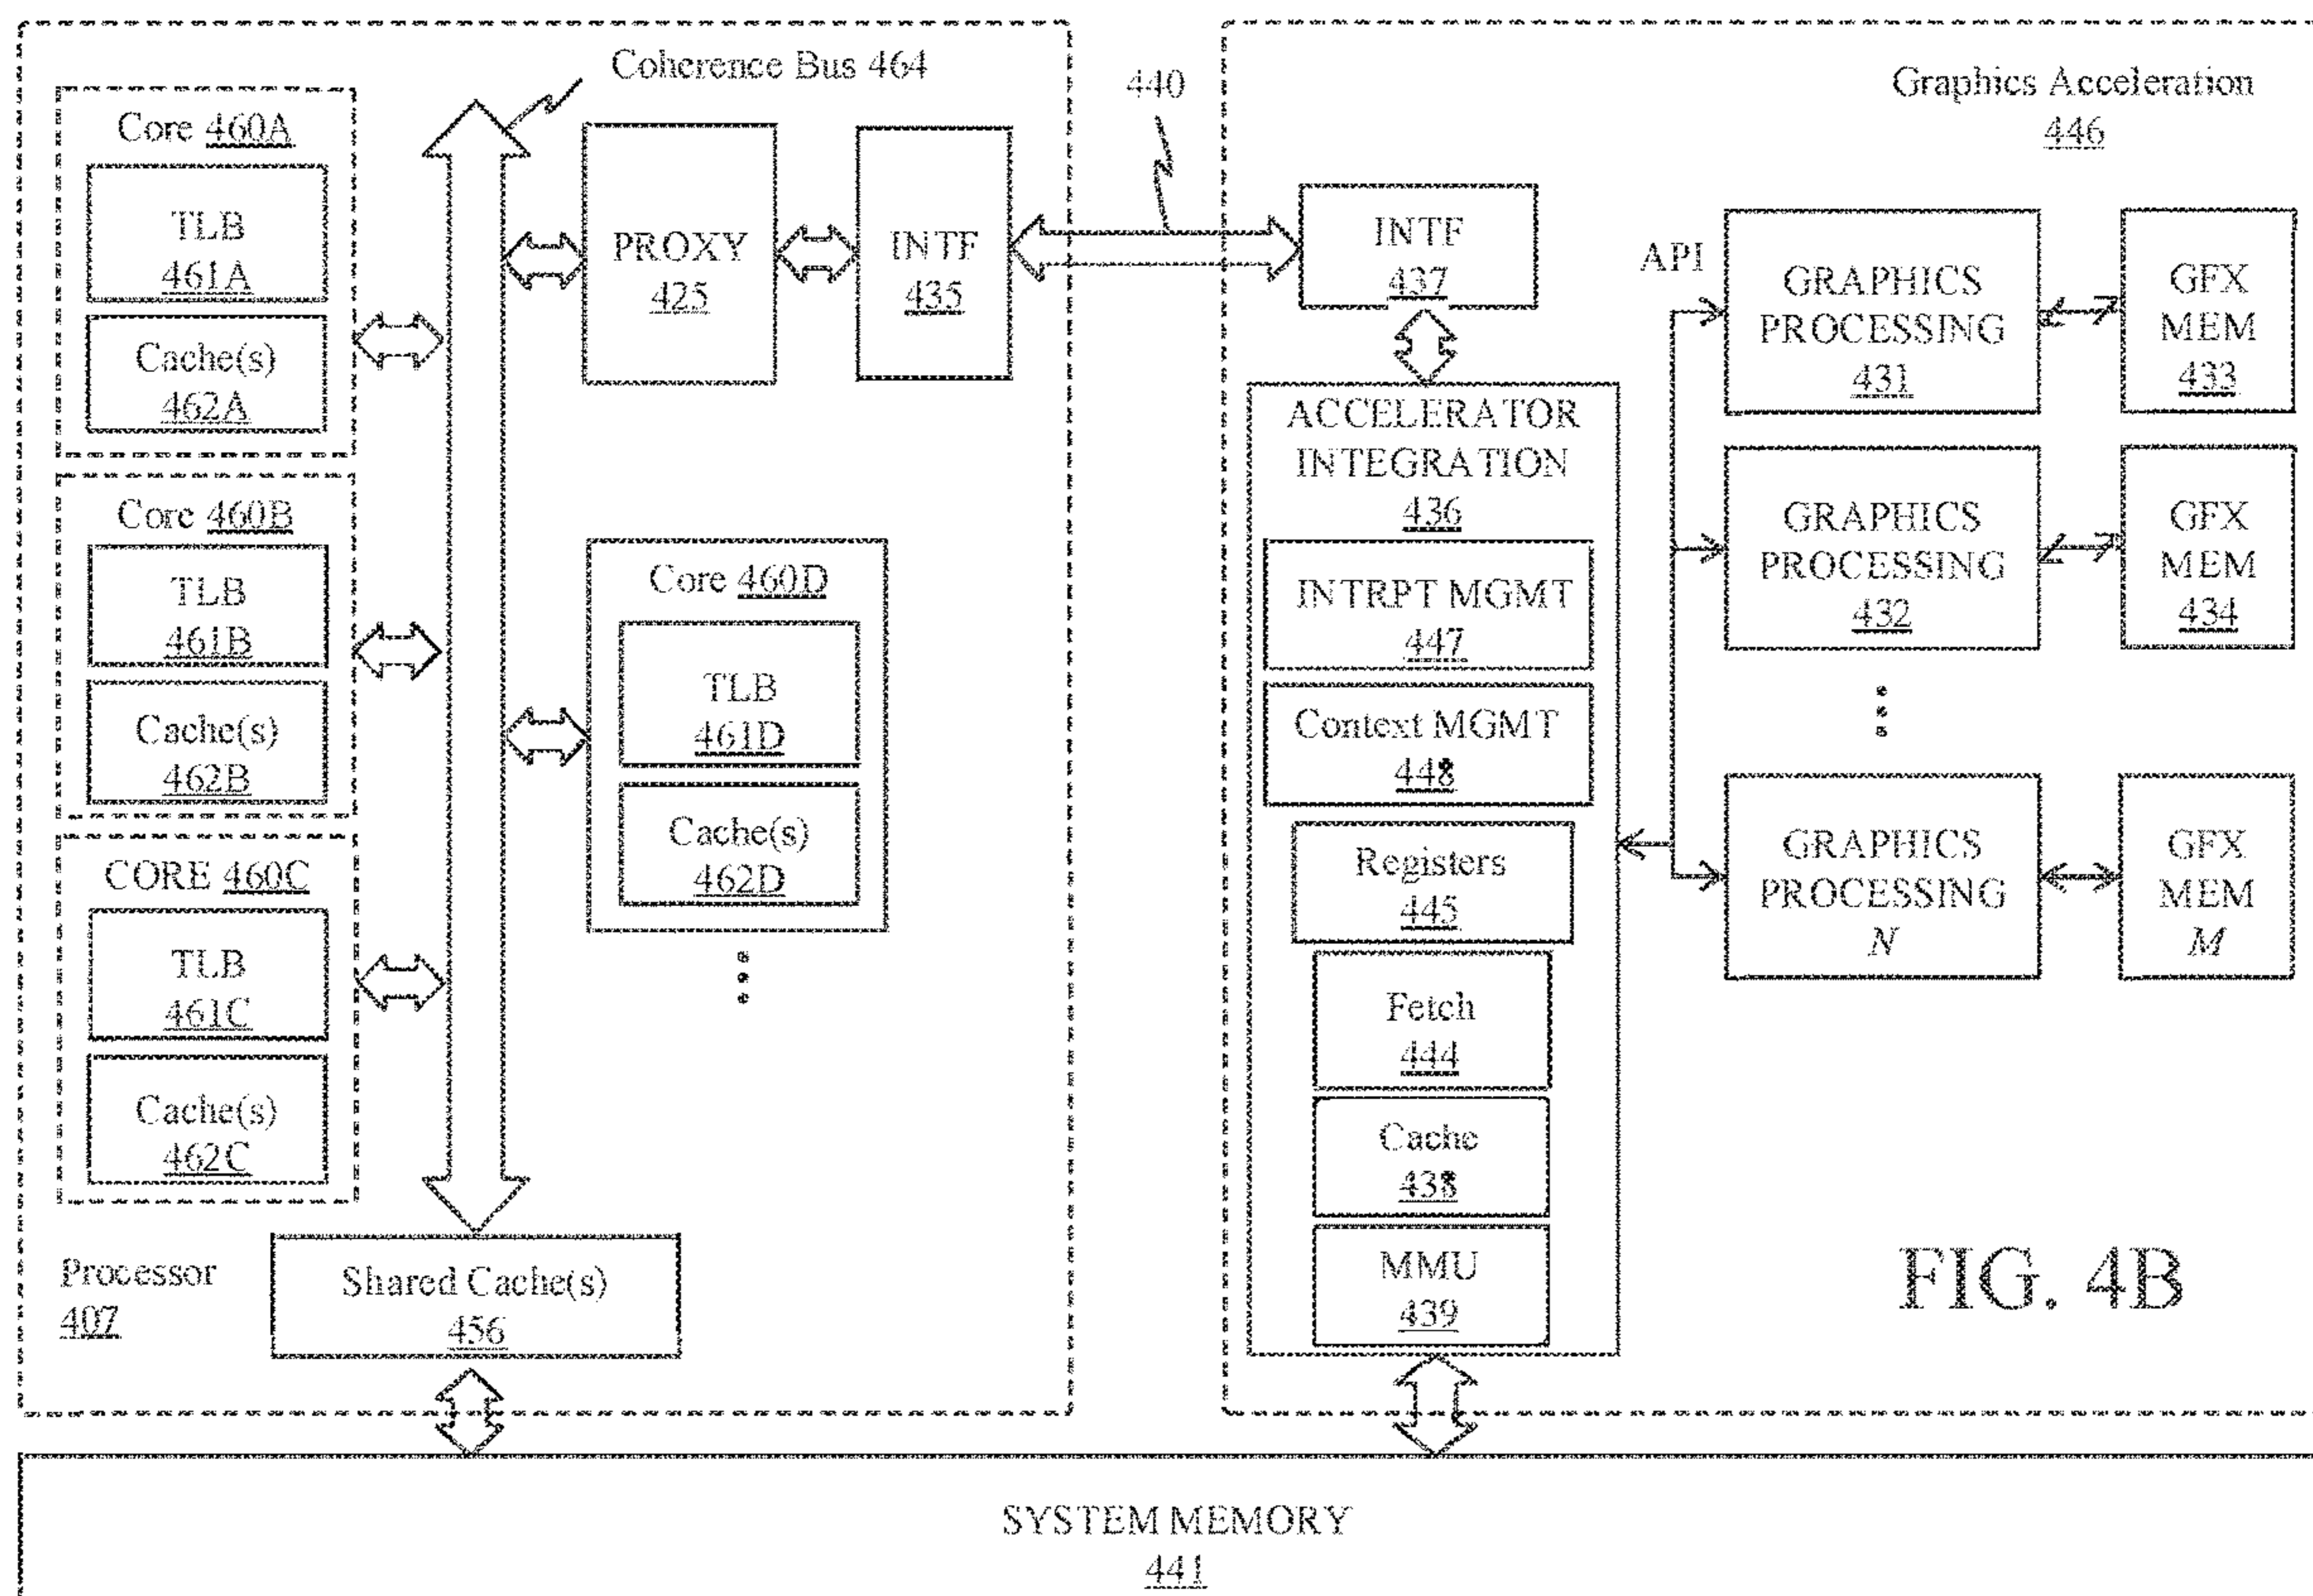 Coherence Bus 464
Core 460A
TLB
461A
Cache(s)
462A
Core 460B
TLB
461B
Cache(s)
462B
CORE 460C
TLB
461C
Cache(s)
462C
PROXY
425
INTF
435
Core 460D
TLB
461D
Cache(s)
462D
Processor
407
Shared Cache(s)
456
440
Graphics Acceleration
446
INTF
437
ACCELERATOR
INTEGRATION
436
INTRPT MGMT
447
Context MGMT
448
Registers
445
Fetch
444
Cache
438
MMU
439
API
GRAPHICS
PROCESSING
431
GFX
MEM
433
GRAPHICS
PROCESSING
432
GFX
MEM
434
GRAPHICS
PROCESSING
N
GFX
MEM
M
FIG. 4B
SYSTEM MEMORY
441